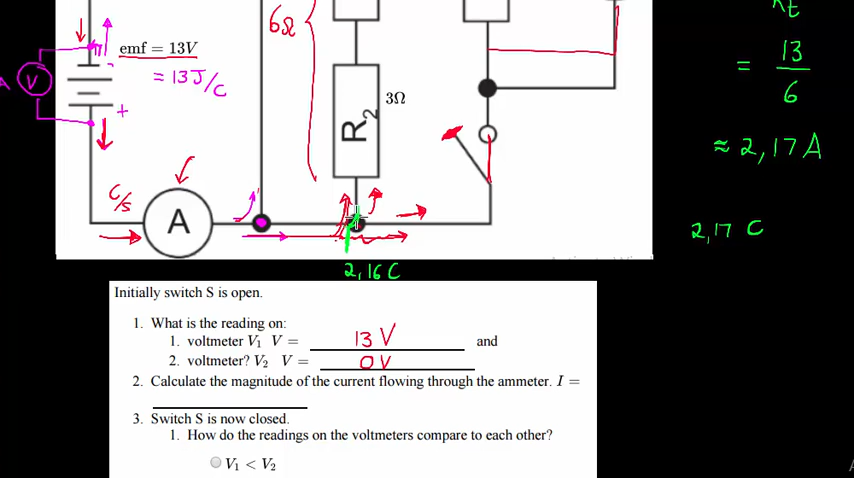 6Ω
emf = 13V
= 13J/C
V
-
+
R2
3Ω
C/s
A
2,16 C
Rt
= 13/6
≈ 2,17 A
2,17 C
Initially switch S is open.
1. What is the reading on:
1. voltmeter V1 V = 13 V and
2. voltmeter? V2 V = 0 V
2. Calculate the magnitude of the current flowing through the ammeter. I =
3. Switch S is now closed.
1. How do the readings on the voltmeters compare to each other?
V1 < V2